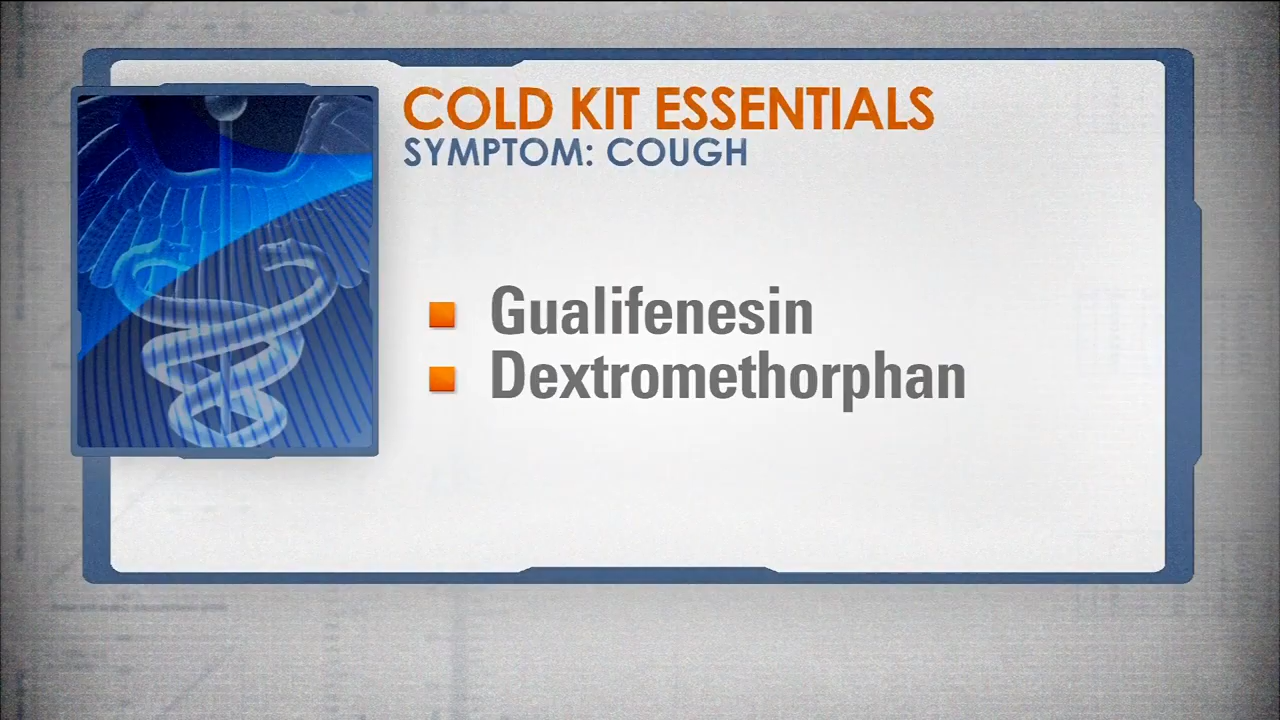 COLD KIT ESSENTIALS
SYMPTOM: COUGH
Gualifenesin
Dextromethorphan